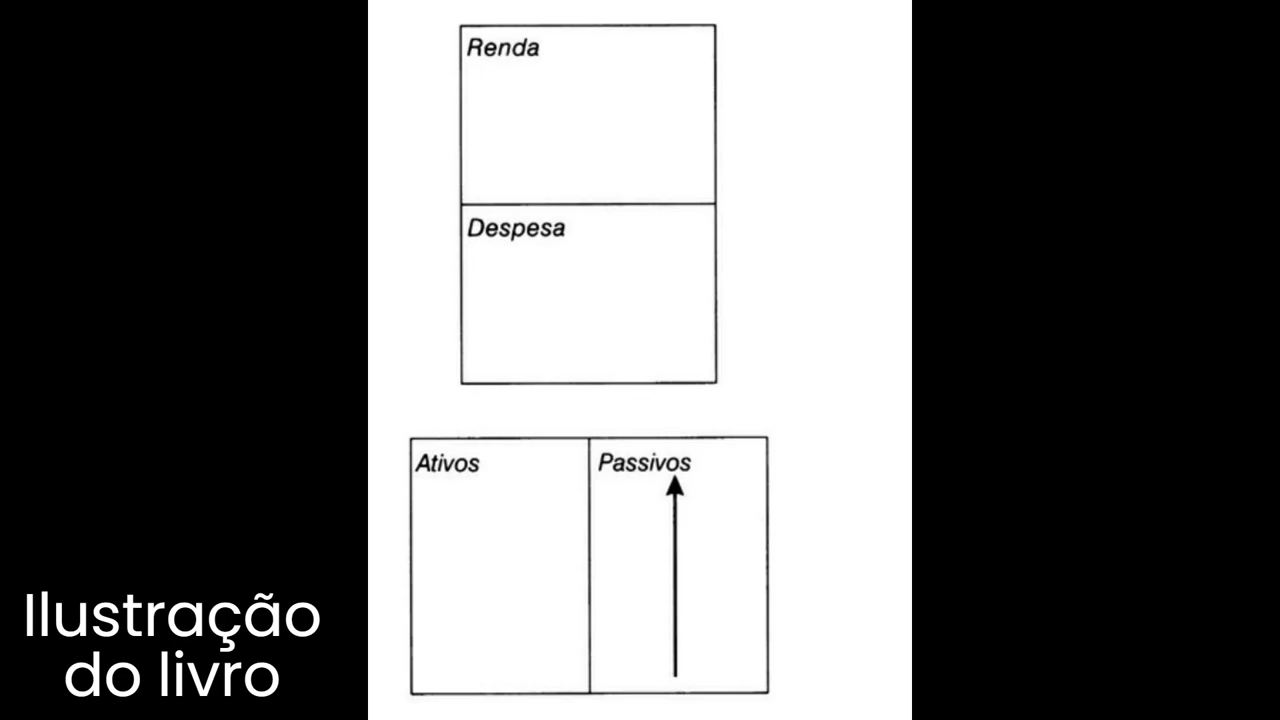 Renda
Despesa
Ativos
Passivos
Ilustração
do livro